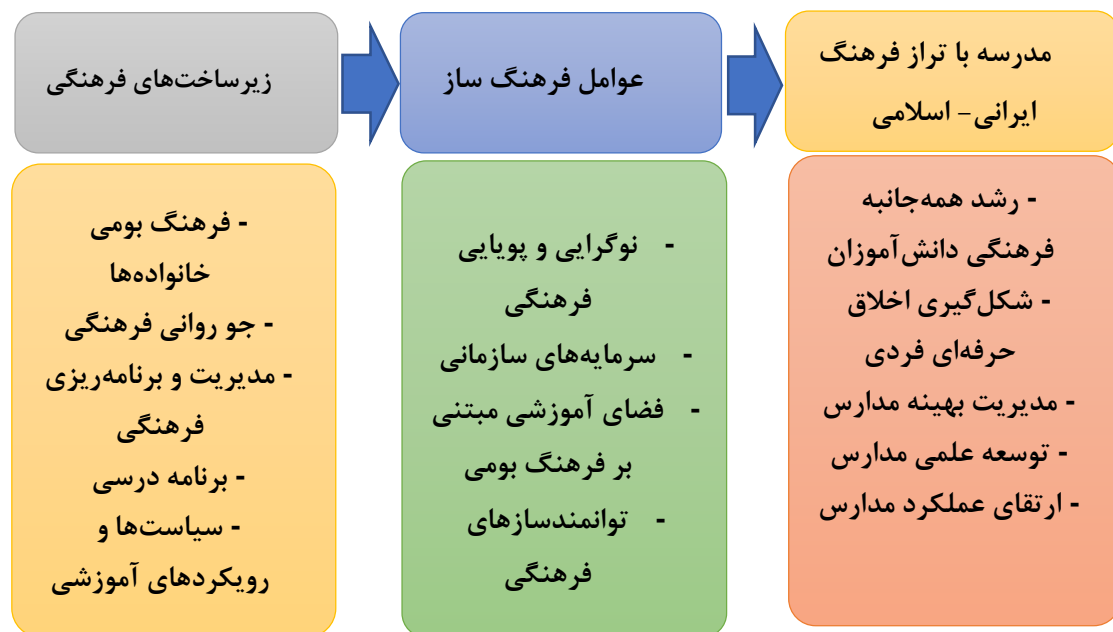 زیرساخت‌های فرهنگی
عوامل فرهنگ ساز
مدرسه با تراز فرهنگ
ایرانی- اسلامی
- فرهنگ بومی
خانواده‌ها
- جو روانی فرهنگی
- مدیریت و برنامه‌ریزی
فرهنگی
- برنامه درسی
- سیاست‌ها و
رویکردهای آموزشی
- نوگرایی و پویایی
فرهنگی
- سرمایه‌های سازمانی
- فضای آموزشی مبتنی
بر فرهنگ بومی
- توانمندسازهای
فرهنگی
- رشد همه‌جانبه
فرهنگی دانش‌آموزان
- شکل‌گیری اخلاق
حرفه‌ای فردی
- مدیریت بهینه مدارس
- توسعه علمی مدارس
- ارتقای عملکرد مدارس